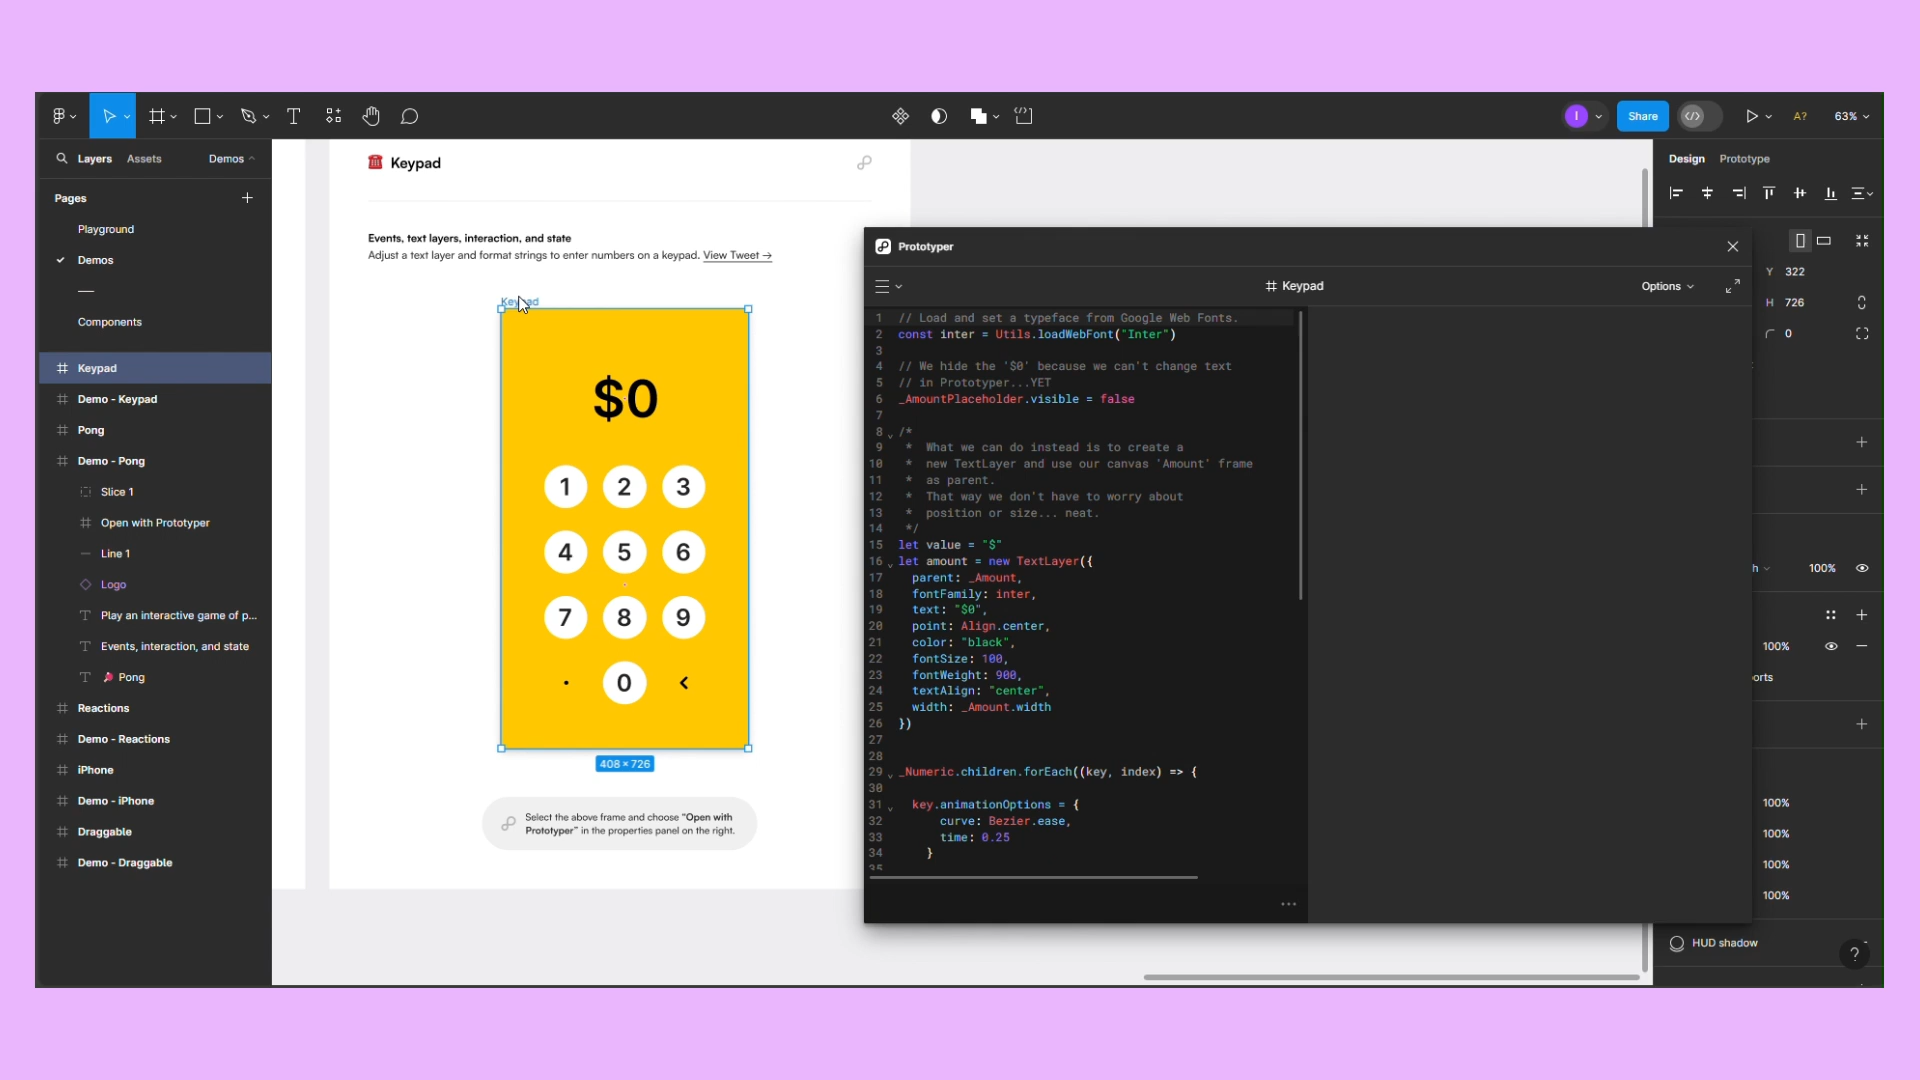 I
Share
A?
63%
Layers
Assets
Demos
Pages
Playground
Demos
Components
Keypad
Demo - Keypad
Pong
Demo - Pong
Slice 1
Open with Prototyper
Line 1
Logo
Play an interactive game of p...
Events, interaction, and state
Pong
Reactions
Demo - Reactions
iPhone
Demo - iPhone
Draggable
Demo - Draggable
Keypad
Events, text layers, interaction, and state
Adjust a text layer and format strings to enter numbers on a keypad. View Tweet →
$0
1 2 3
4 5 6
7 8 9
. 0 <
408 × 726
Select the above frame and choose "Open with
Prototyper" in the properties panel on the right.
Prototyper
Keypad
Options
1 // Load and set a typeface from Google Web Fonts.
2 const inter = Utils.loadWebFont("Inter")
3
4 // We hide the '$0' because we can't change text
5 // in Prototyper...YET
6 _AmountPlaceholder.visible = false
7
8 /*
9 * What we can do instead is to create a
10 * new TextLayer and use our canvas 'Amount' frame
11 * as parent.
12 * That way we don't have to worry about
13 * position or size... neat.
14 */
15 let value = "$"
16 let amount = new TextLayer({
17 parent: _Amount,
18 fontFamily: inter,
19 text: "$0",
20 point: Align.center,
21 color: "black",
22 fontSize: 100,
23 fontWeight: 900,
24 textAlign: "center",
25 width: _Amount.width
26 })
27
28
29 _Numeric.children.forEach((key, index) => {
30
31 key.animationOptions = {
32 curve: Bezier.ease,
33 time: 0.25
34 }
35
Design
Prototype
Y 322
H 726
0
h
100%
100%
orts
100%
100%
100%
100%
HUD shadow
?